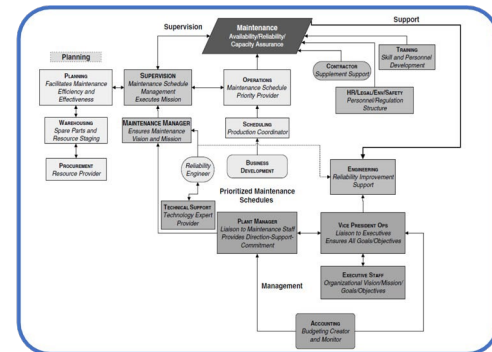 Supervision
Maintenance
Availability/Reliability/
Capacity Assurance
Support
Planning
TRAINING
Skill and Personnel
Development
CONTRACTOR
Supplement Support
PLANNING
Facilitates Maintenance
Efficiency and
Effectiveness
SUPERVISION
Maintenance Schedule
Management
Executes Mission
OPERATIONS
Maintenance Schedule
Priority Provider
HR/LEGAL/ENV/SAFETY
Personnel/Regulation
Structure
WAREHOUSING
Spare Parts and
Resource Staging
MAINTENANCE MANAGER
Ensures Maintenance
Vision and Mission
SCHEDULING
Production Coordinator
PROCUREMENT
Resource Provider
Reliability
Engineer
BUSINESS
DEVELOPMENT
ENGINEERING
Reliability Improvement
Support
Prioritized Maintenance
Schedules
TECHNICAL SUPPORT
Technology Expert
Provider
PLANT MANAGER
Liaison to Maintenance Staff
Provides Direction-Support-
Commitment
VICE PRESIDENT OPS
Liaison to Executives
Ensures All Goals/Objectives
EXECUTIVE STAFF
Organizational Vision/Mission/
Goals/Objectives
Management
ACCOUNTING
Budgeting Creator
and Monitor